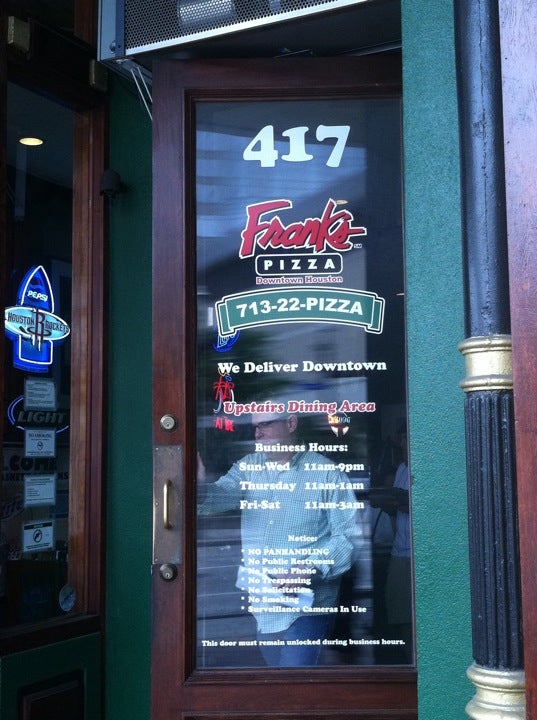 417
Frank's
SM
PIZZA
Downtown Houston
713-22-PIZZA
We Deliver Downtown
Upstairs Dining Area
Business Hours:
Sun-Wed 11am-9pm
Thursday 11am-1am
Fri-Sat 11am-3am
Notice:
* NO PANHANDLING
* No Public Restrooms
* No Public Phone
* No Trespassing
* No Solicitation
* No Smoking
* Surveillance Cameras In Use
This door must remain unlocked during business hours.
PEPSI
HOUSTON ROCKETS
LIGHT
NO SMOKING